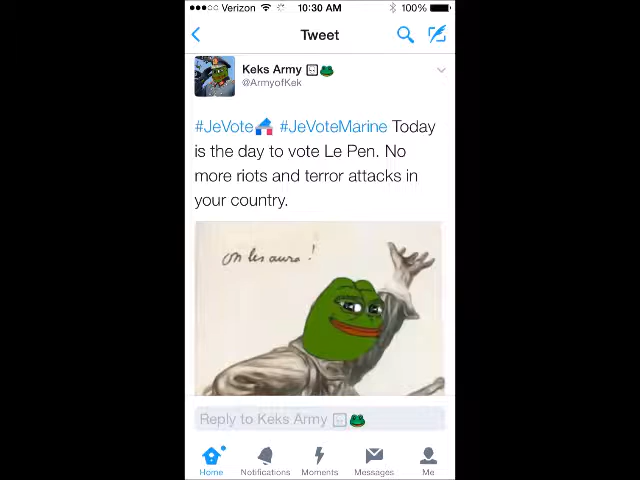 Verizon 10:30 AM 100%
Tweet
Keks Army
@ArmyofKek
#JeVote #JeVoteMarine Today
is the day to vote Le Pen. No
more riots and terror attacks in
your country.
on les aura !
Reply to Keks Army
Home Notifications Moments Messages Me